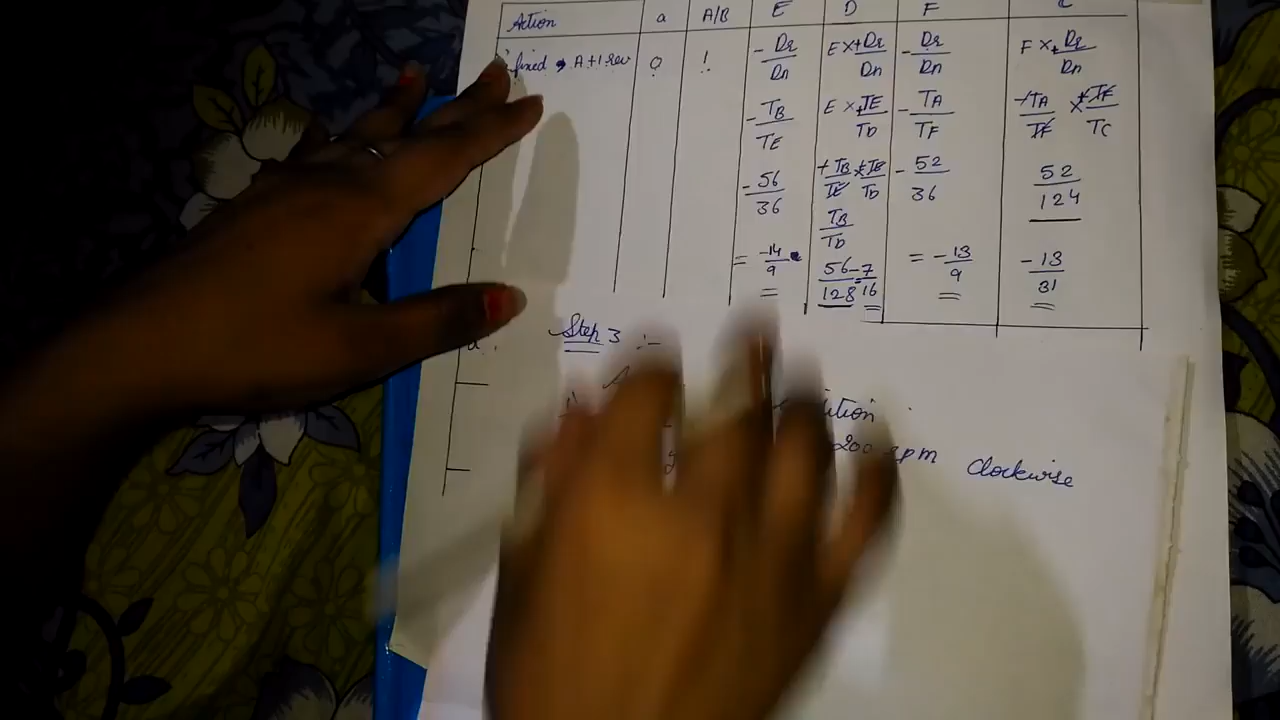 Action a A/B E D F C
fixed → A+1 rev 0 1 - Dr/Dn E x + Dr/Dn - Dr/Dn F x + Dr/Dn
- TB/TE E x + TE/TD - TA/TF - TA/TF x + TF/TC
- 56/36 + TB/TE x + TE/TD - 52/36 52/124
TB/TD
= -14/9 56/128 - 7/16 = - 13/9 - 13/31
Step 3 :-
200 rpm clockwise